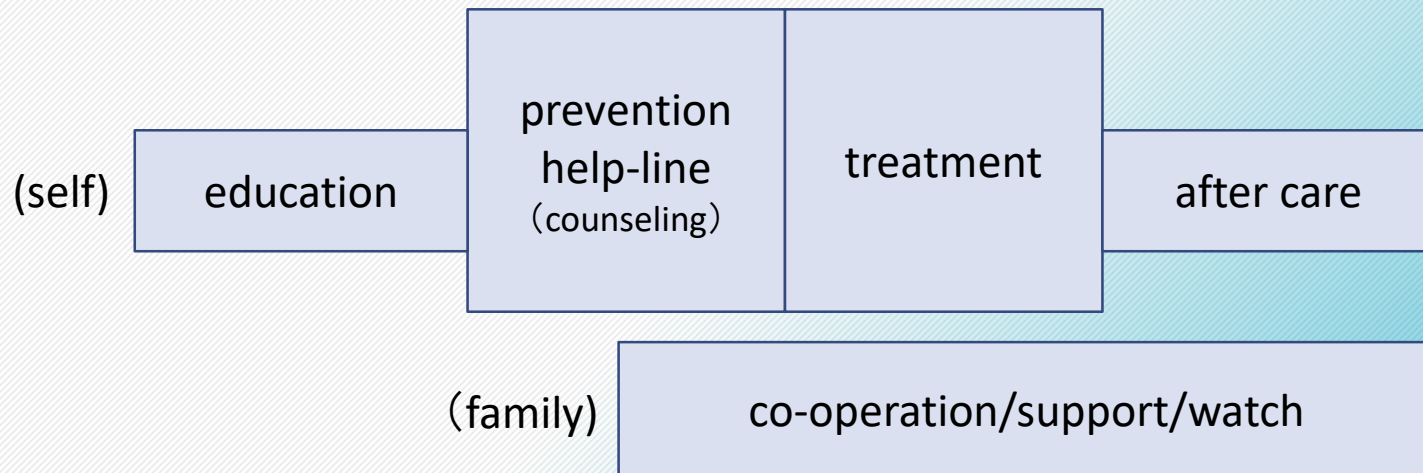 prevention
help-line
（counseling）
treatment
(self)
education
after care
（family)
co-operation/support/watch